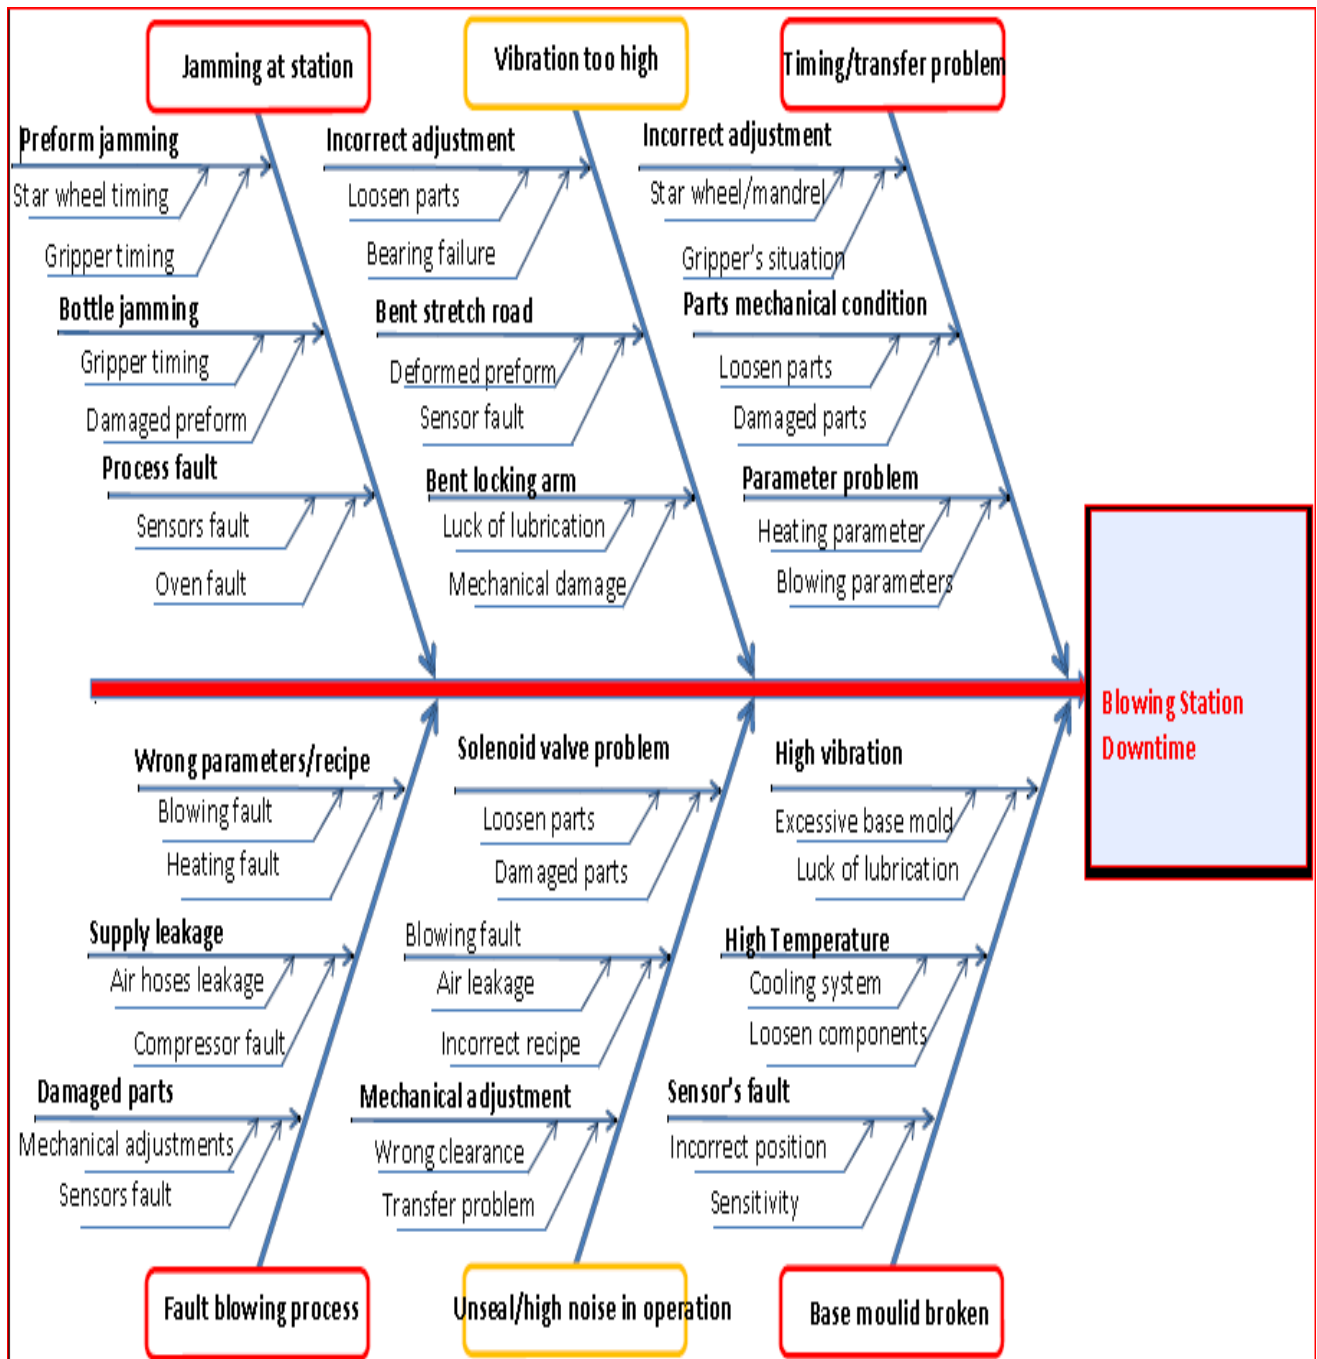 Jamming at station
Vibration too high
Timing/transfer problem
Preform jamming
Star wheel timing
Gripper timing
Bottle jamming
Gripper timing
Damaged preform
Process fault
Sensors fault
Oven fault
Incorrect adjustment
Loosen parts
Bearing failure
Bent stretch road
Deformed preform
Sensor fault
Bent locking arm
Luck of lubrication
Mechanical damage
Incorrect adjustment
Star wheel/mandrel
Gripper's situation
Parts mechanical condition
Loosen parts
Damaged parts
Parameter problem
Heating parameter
Blowing parameters
Blowing Station
Downtime
Wrong parameters/recipe
Blowing fault
Heating fault
Supply leakage
Air hoses leakage
Compressor fault
Damaged parts
Mechanical adjustments
Sensors fault
Solenoid valve problem
Loosen parts
Damaged parts
Blowing fault
Air leakage
Incorrect recipe
Mechanical adjustment
Wrong clearance
Transfer problem
High vibration
Excessive base mold
Luck of lubrication
High Temperature
Cooling system
Loosen components
Sensor's fault
Incorrect position
Sensitivity
Fault blowing process
Unseal/high noise in operation
Base moulid broken